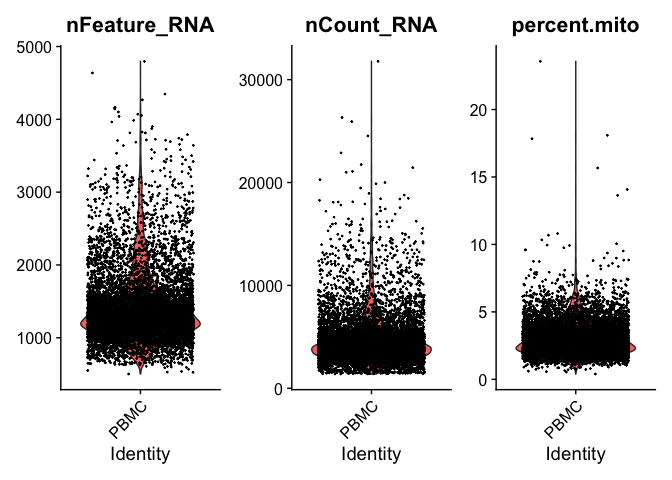 nFeature_RNA
5000
4000
3000
2000
1000
PBMC
Identity
nCount_RNA
30000
20000
10000
0
PBMC
Identity
percent.mito
20
15
10
5
0
PBMC
Identity